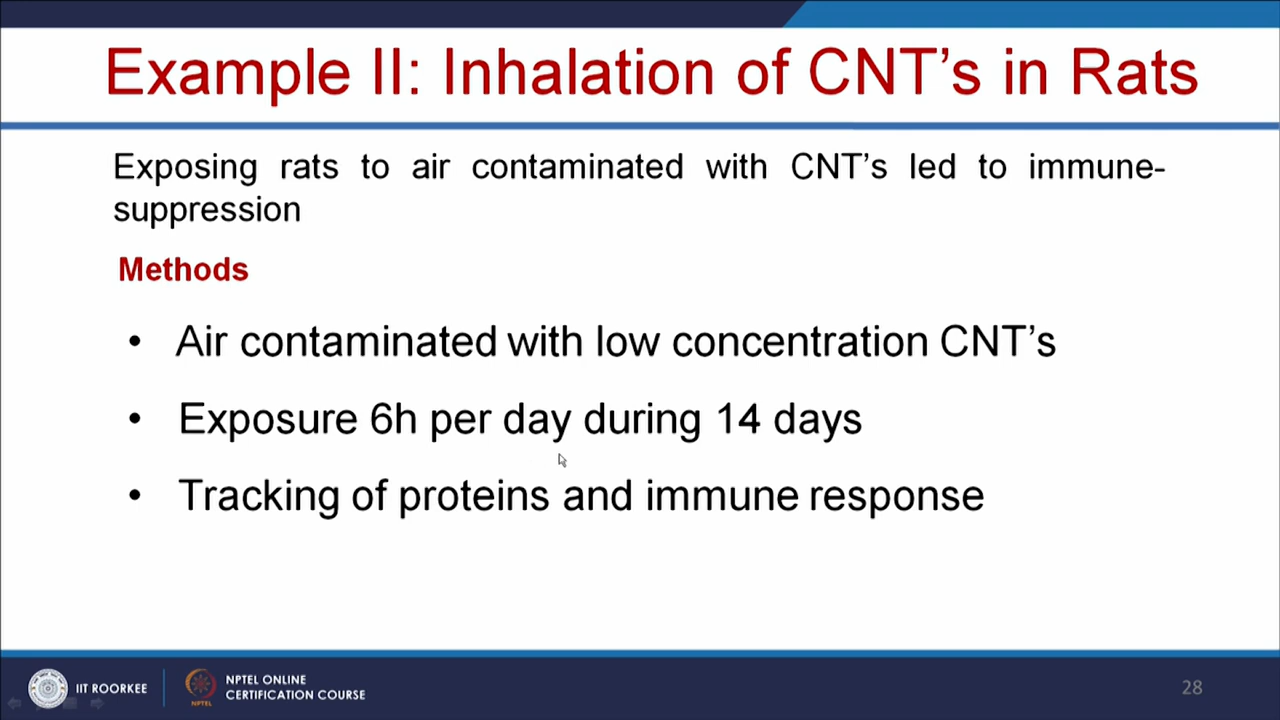 Example II: Inhalation of CNT’s in Rats
Exposing rats to air contaminated with CNT’s led to immune-
suppression
Methods
• Air contaminated with low concentration CNT’s
• Exposure 6h per day during 14 days
• Tracking of proteins and immune response
IIT ROORKEE
NPTEL
NPTEL ONLINE
CERTIFICATION COURSE
28